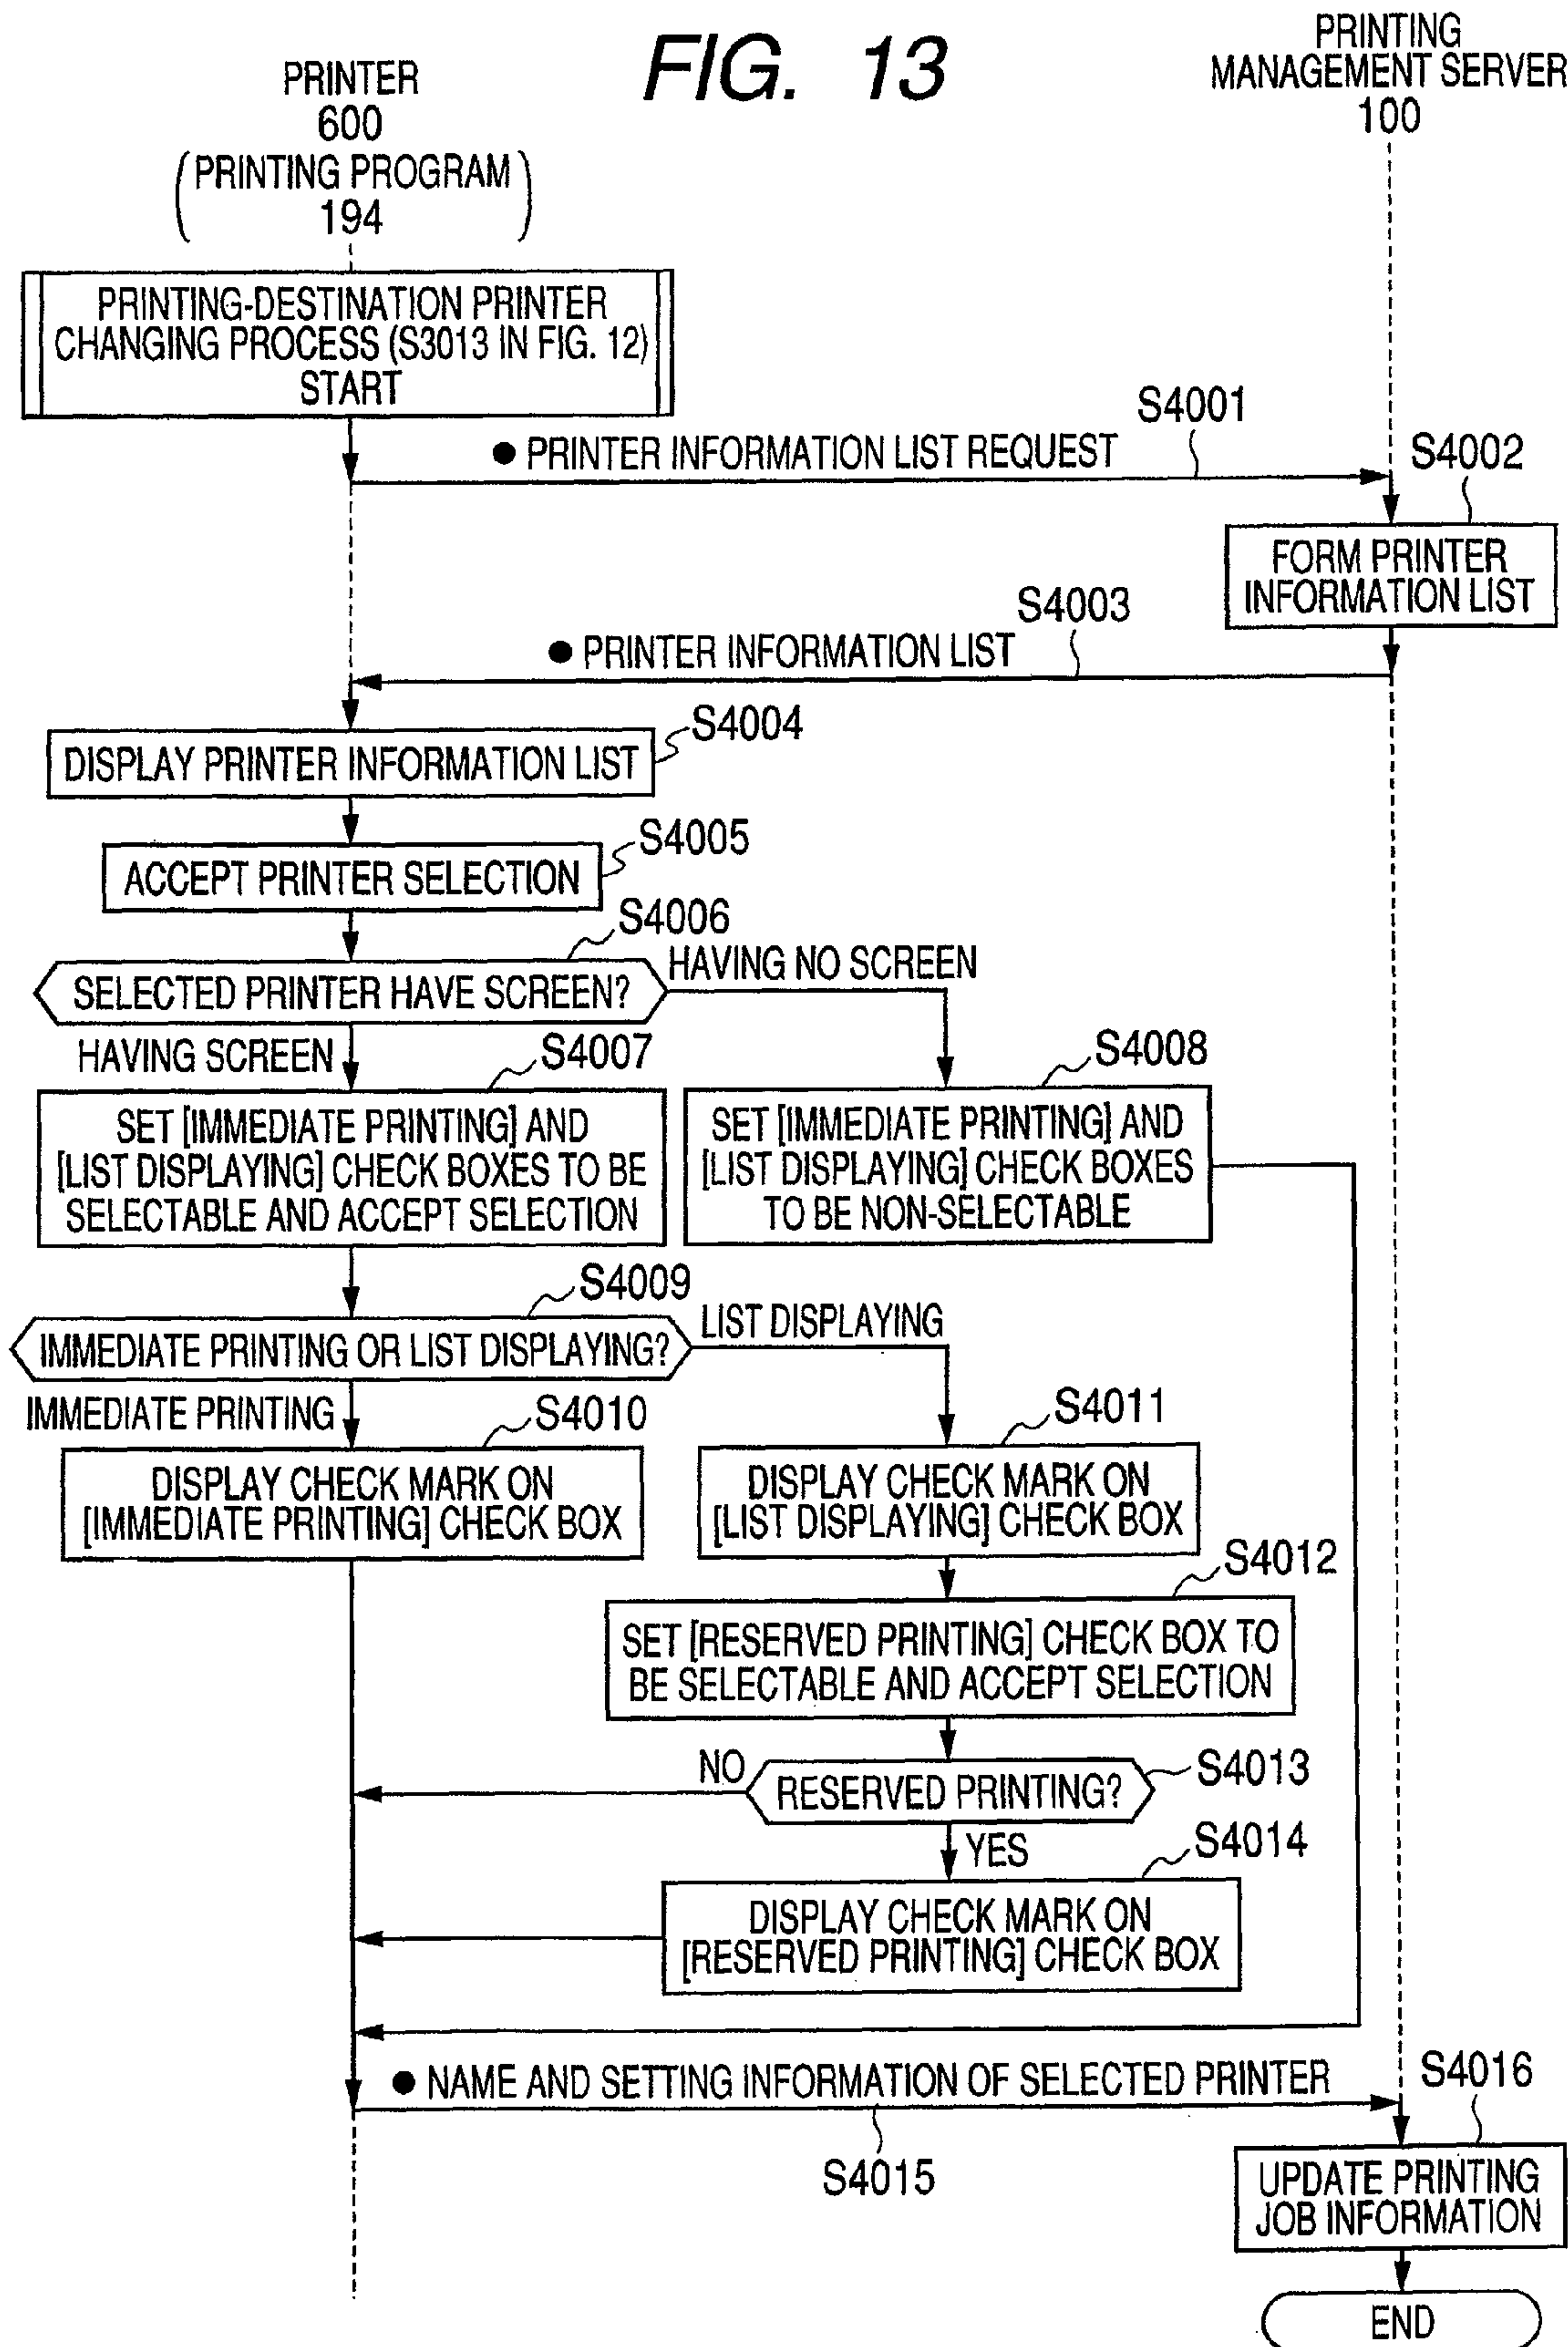 FIG. 13
PRINTER
600
(PRINTING PROGRAM
194)
PRINTING
MANAGEMENT SERVER
100
PRINTING-DESTINATION PRINTER
CHANGING PROCESS (S3013 IN FIG. 12)
START
S4001
● PRINTER INFORMATION LIST REQUEST
S4002
FORM PRINTER
INFORMATION LIST
S4003
● PRINTER INFORMATION LIST
S4004
DISPLAY PRINTER INFORMATION LIST
S4005
ACCEPT PRINTER SELECTION
S4006
SELECTED PRINTER HAVE SCREEN?
HAVING NO SCREEN
HAVING SCREEN
S4007
SET [IMMEDIATE PRINTING] AND
[LIST DISPLAYING] CHECK BOXES TO BE
SELECTABLE AND ACCEPT SELECTION
S4008
SET [IMMEDIATE PRINTING] AND
[LIST DISPLAYING] CHECK BOXES
TO BE NON-SELECTABLE
S4009
IMMEDIATE PRINTING OR LIST DISPLAYING?
LIST DISPLAYING
IMMEDIATE PRINTING
S4010
DISPLAY CHECK MARK ON
[IMMEDIATE PRINTING] CHECK BOX
S4011
DISPLAY CHECK MARK ON
[LIST DISPLAYING] CHECK BOX
S4012
SET [RESERVED PRINTING] CHECK BOX TO
BE SELECTABLE AND ACCEPT SELECTION
NO
RESERVED PRINTING?
S4013
YES
S4014
DISPLAY CHECK MARK ON
[RESERVED PRINTING] CHECK BOX
● NAME AND SETTING INFORMATION OF SELECTED PRINTER
S4015
S4016
UPDATE PRINTING
JOB INFORMATION
END